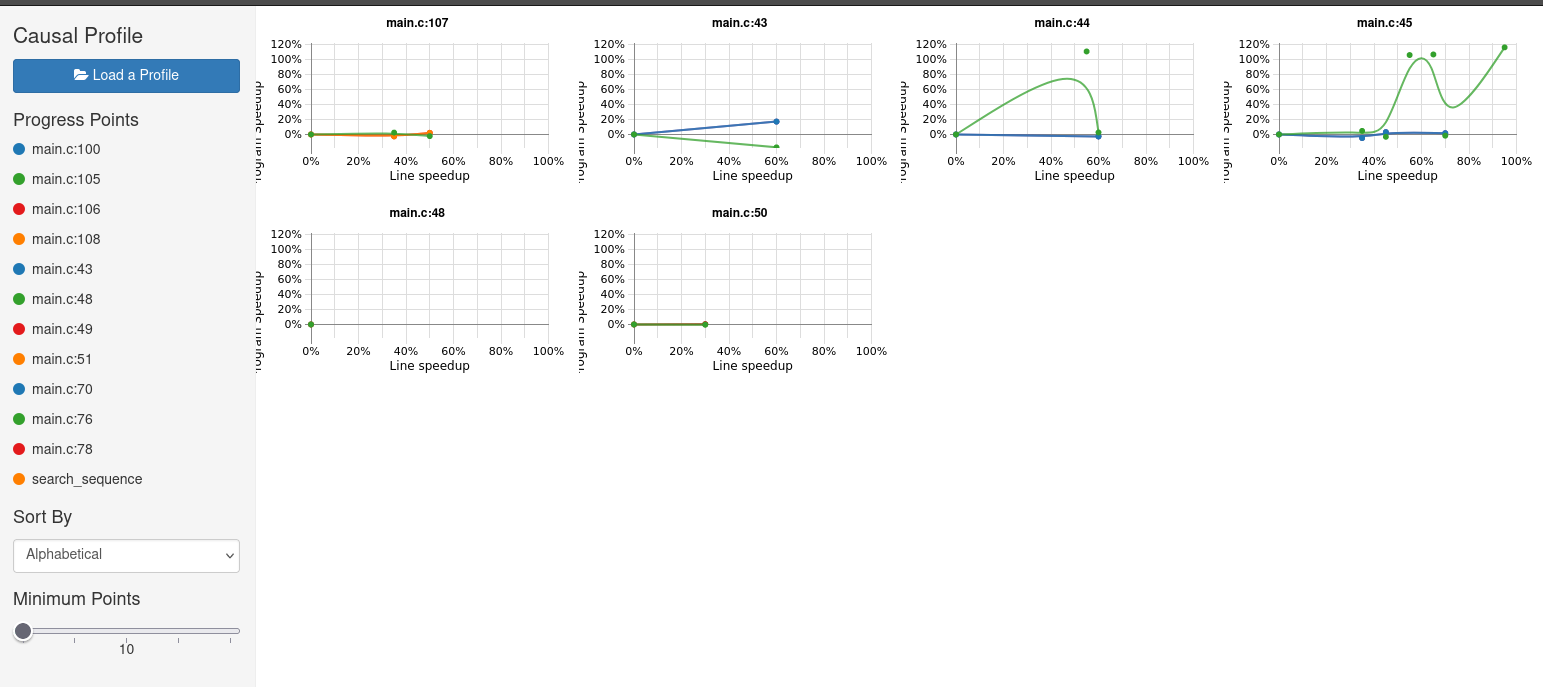 Causal Profile
Load a Profile
Progress Points
main.c:100
main.c:105
main.c:106
main.c:108
main.c:43
main.c:48
main.c:49
main.c:51
main.c:70
main.c:76
main.c:78
search_sequence
Sort By
Alphabetical
Minimum Points
10
main.c:107
120%
100%
80%
60%
40%
20%
0%
0% 20% 40% 60% 80% 100%
Line speedup
main.c:43
120%
100%
80%
60%
40%
20%
0%
0% 20% 40% 60% 80% 100%
Line speedup
main.c:44
120%
100%
80%
60%
40%
20%
0%
0% 20% 40% 60% 80% 100%
Line speedup
main.c:45
120%
100%
80%
60%
40%
20%
0%
0% 20% 40% 60% 80% 100%
Line speedup
main.c:48
120%
100%
80%
60%
40%
20%
0%
0% 20% 40% 60% 80% 100%
Line speedup
main.c:50
120%
100%
80%
60%
40%
20%
0%
0% 20% 40% 60% 80% 100%
Line speedup